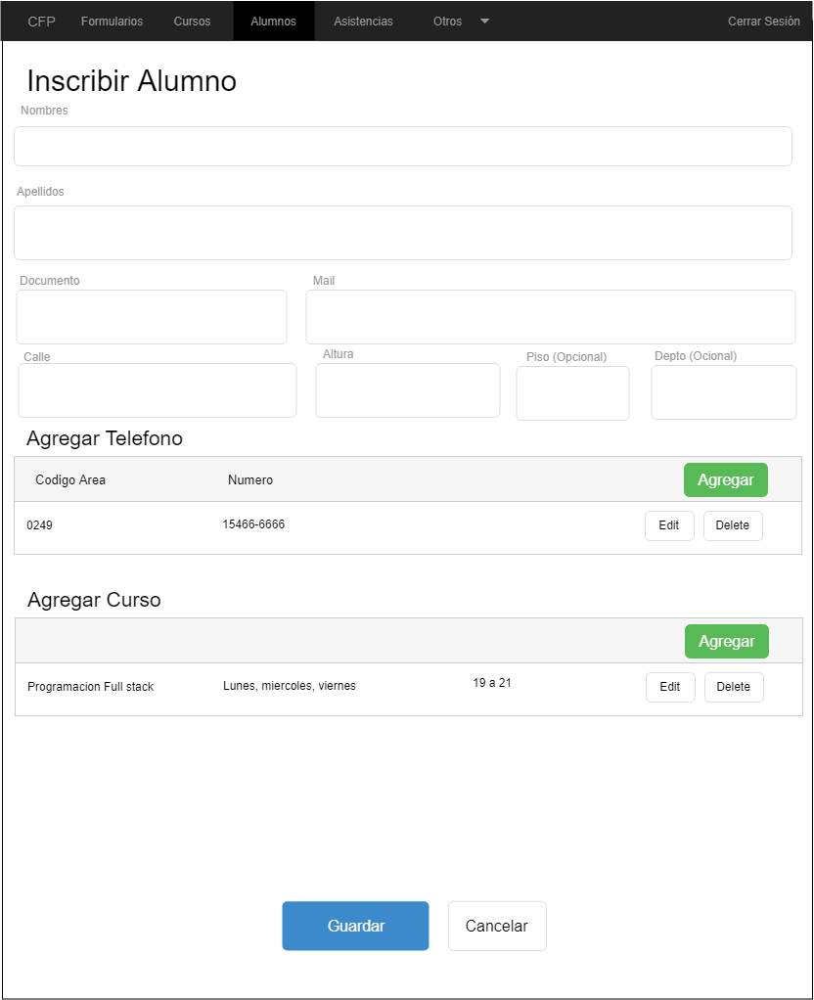 CFP Formularios Cursos Alumnos Asistencias Otros Cerrar Sesión
Inscribir Alumno
Nombres
Apellidos
Documento Mail
Calle Altura Piso (Opcional) Depto (Ocional)
Agregar Telefono
Codigo Area Numero Agregar
0249 15466-6666 Edit Delete
Agregar Curso
Agregar
Programacion Full stack Lunes, miercoles, viernes 19 a 21 Edit Delete
Guardar Cancelar